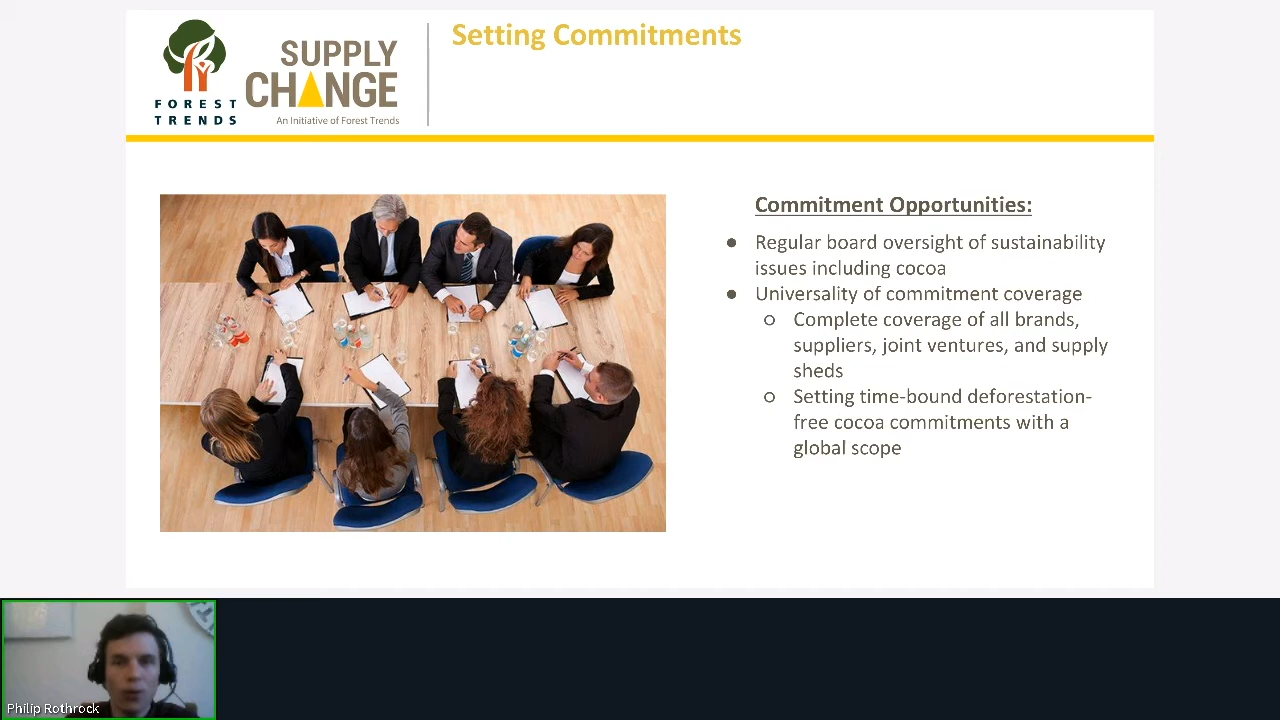 Setting Commitments
SUPPLY
CHANGE
An Initiative of Forest Trends
FOREST
TRENDS
Commitment Opportunities:
● Regular board oversight of sustainability
issues including cocoa
● Universality of commitment coverage
○ Complete coverage of all brands,
suppliers, joint ventures, and supply
sheds
○ Setting time-bound deforestation-
free cocoa commitments with a
global scope
Philip Rothrock